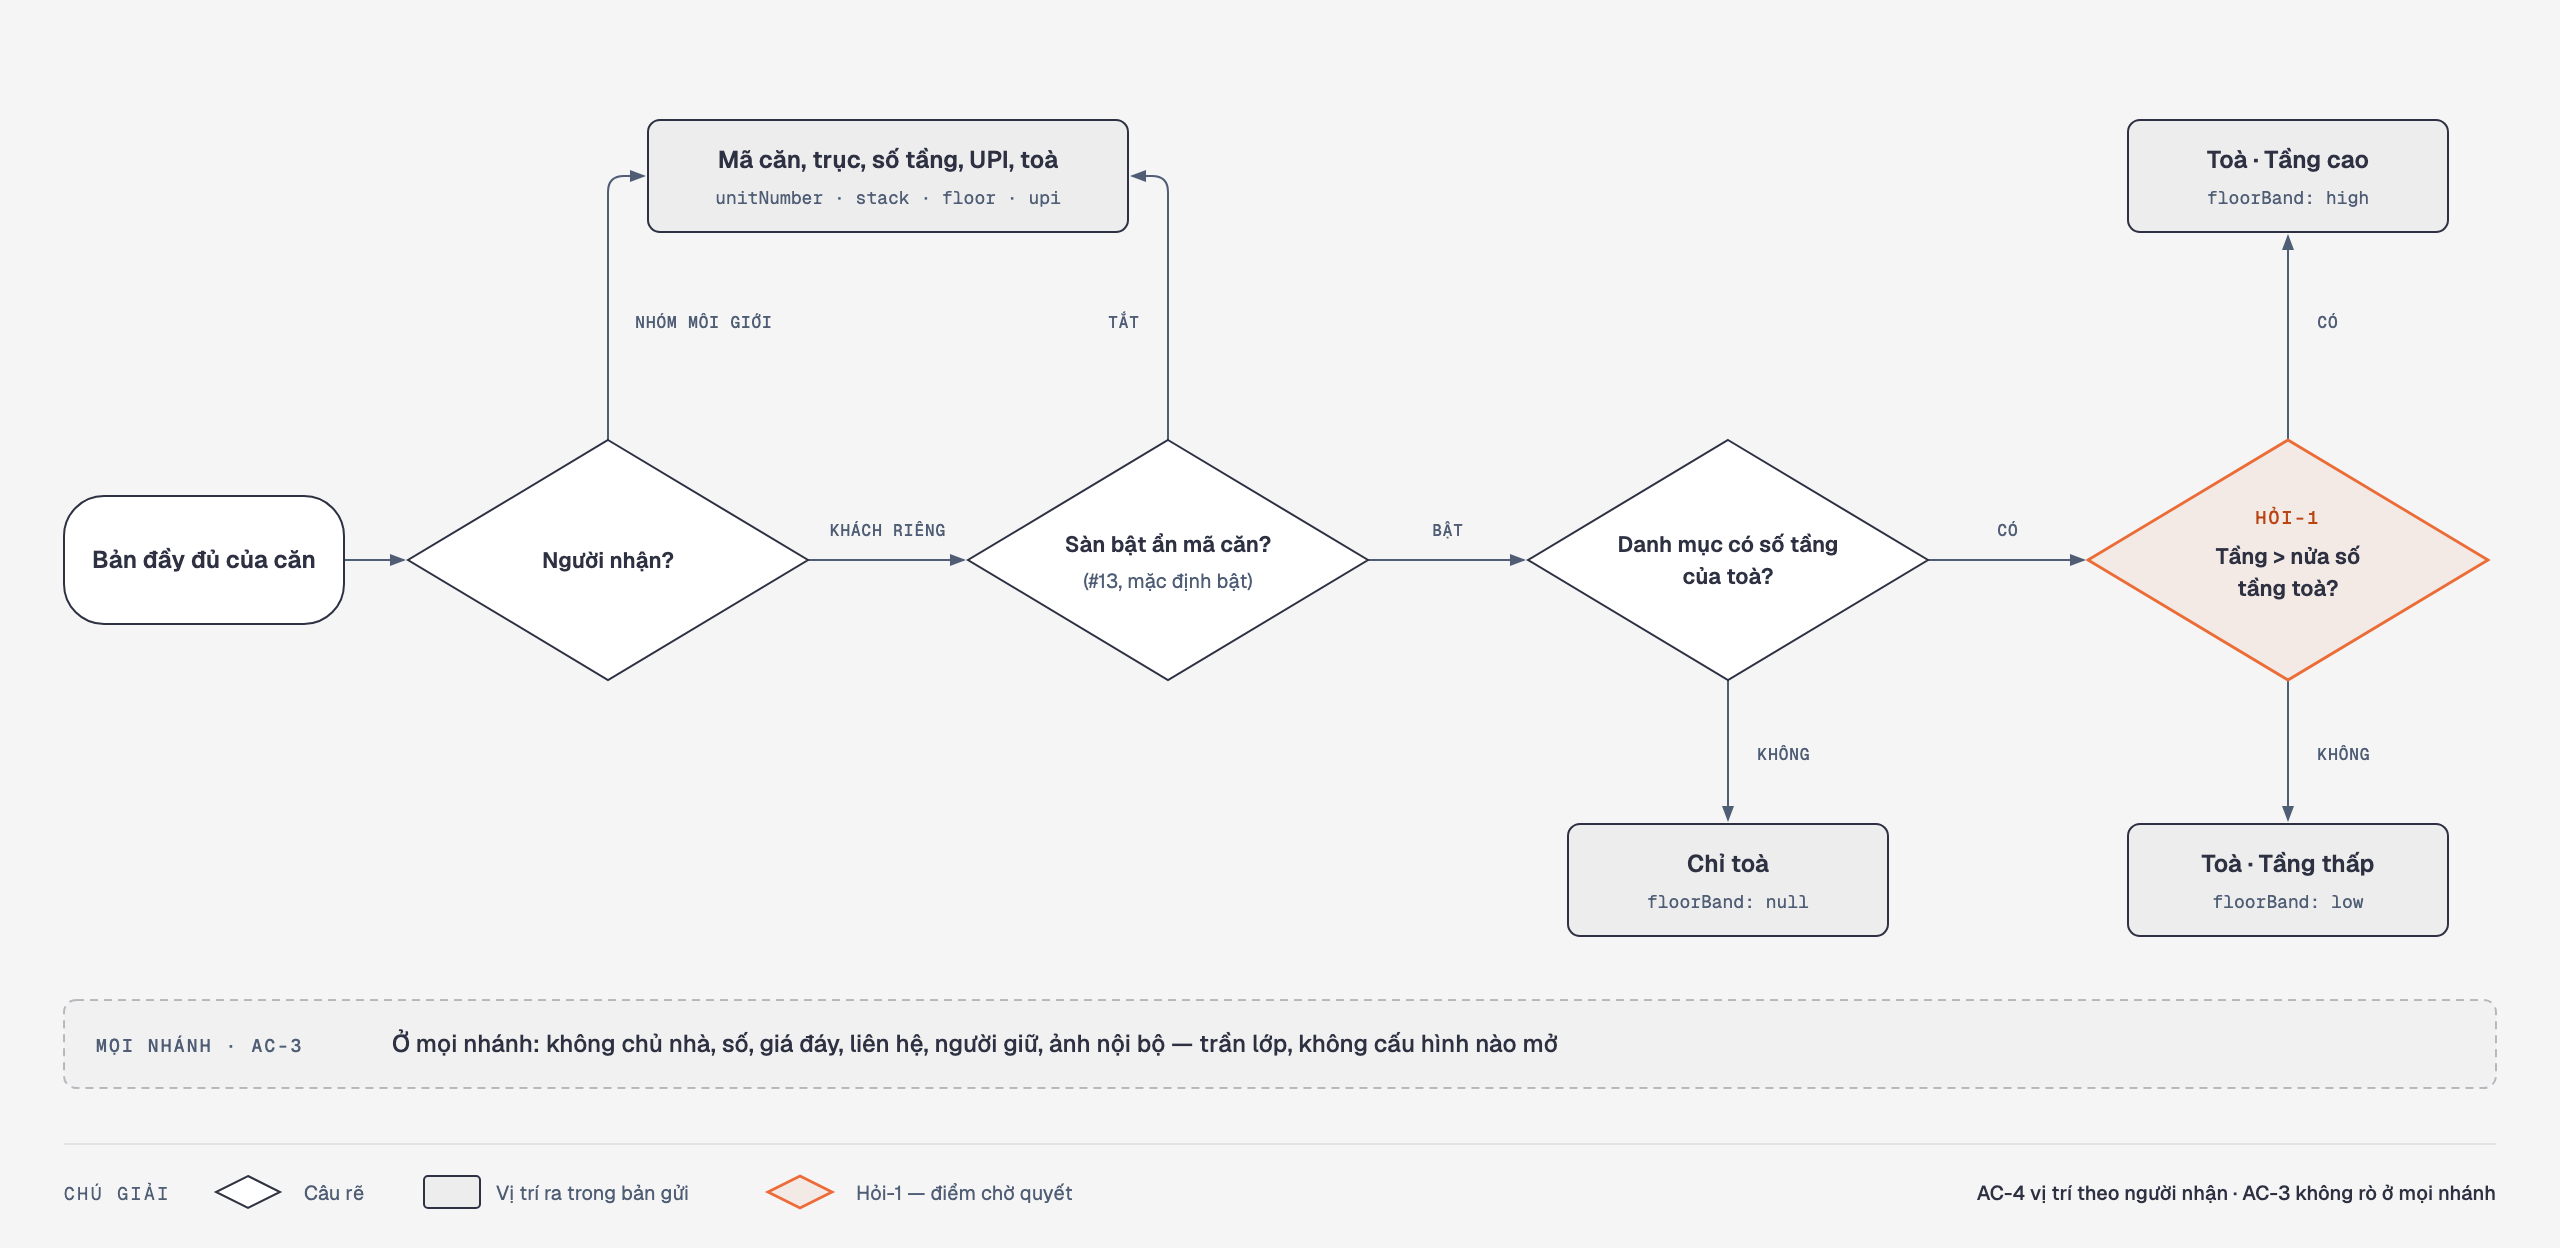 Mã căn, trục, số tầng, UPI, toà
unitNumber · stack · floor · upi
Toà · Tầng cao
floorBand: high
NHÓM MÔI GIỚI
TẮT
CÓ
Bản đầy đủ của căn
Người nhận?
KHÁCH RIÊNG
Sàn bật ẩn mã căn?
(#13, mặc định bật)
BẬT
Danh mục có số tầng
của toà?
CÓ
HỎI-1
Tầng > nửa số
tầng toà?
KHÔNG
KHÔNG
Chỉ toà
floorBand: null
Toà · Tầng thấp
floorBand: low
MỌI NHÁNH · AC-3
Ở mọi nhánh: không chủ nhà, số, giá đáy, liên hệ, người giữ, ảnh nội bộ — trần lớp, không cấu hình nào mở
CHÚ GIẢI
Câu rẽ
Vị trí ra trong bản gửi
Hỏi-1 — điểm chờ quyết
AC-4 vị trí theo người nhận · AC-3 không rò ở mọi nhánh